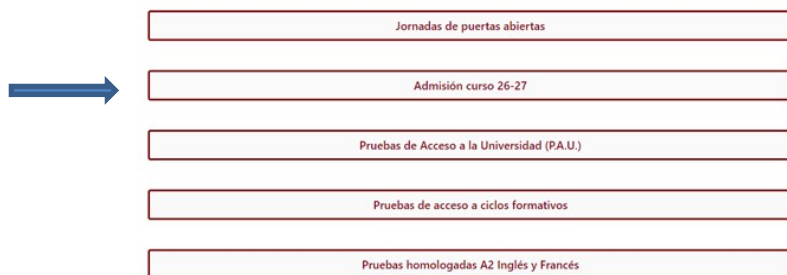 Jornadas de puertas abiertas
Admisión curso 26-27
Pruebas de Acceso a la Universidad (P.A.U.)
Pruebas de acceso a ciclos formativos
Pruebas homologadas A2 Inglés y Francés